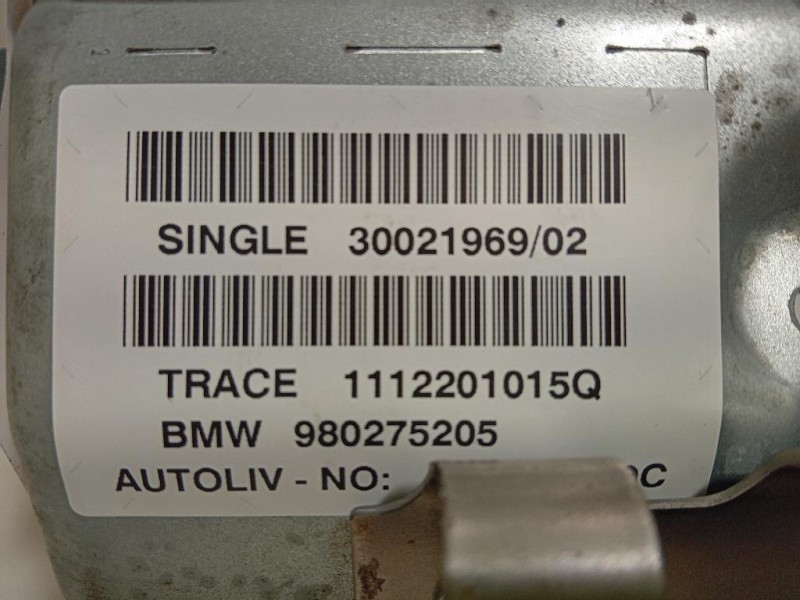 SINGLE 30021969/02
TRACE 1112201015Q
BMW 980275205
AUTOLIV - NO: